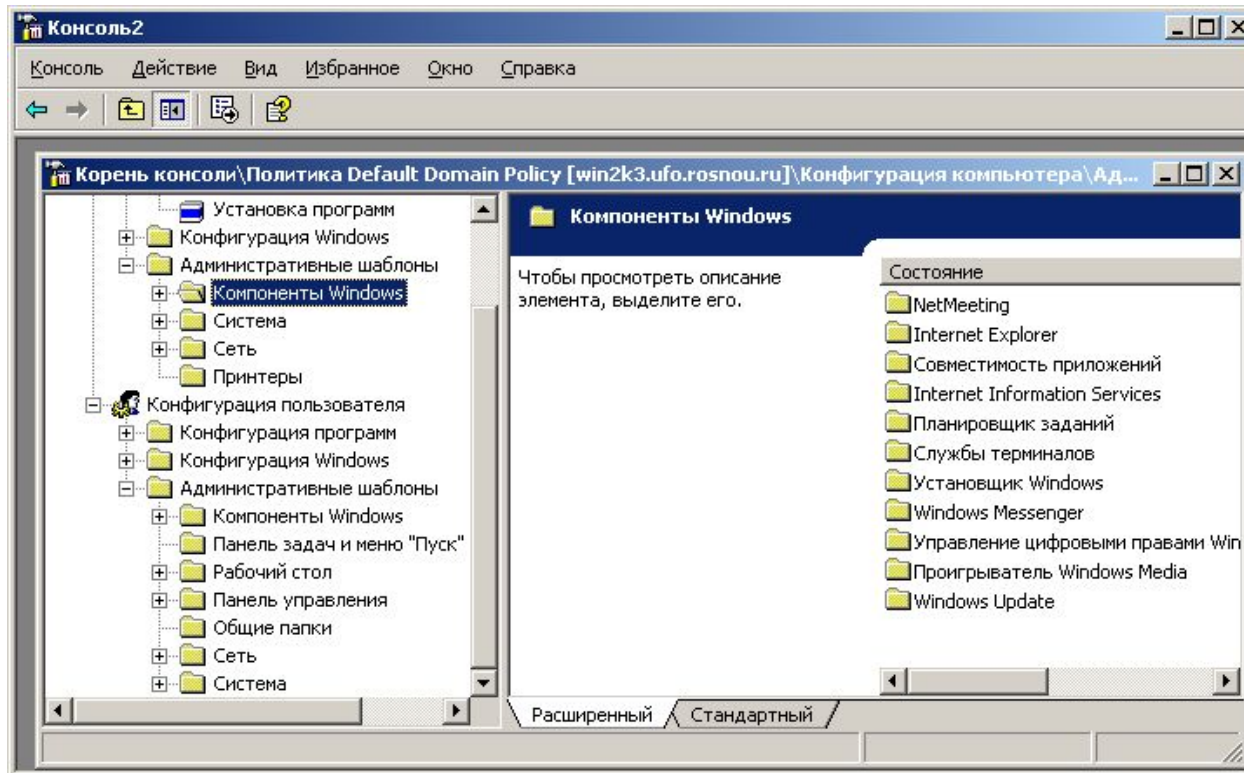 Консоль2
Консоль Действие Вид Избранное Окно Справка
Корень консоли\Политика Default Domain Policy [win2k3.ufo.rosnou.ru]\Конфигурация компьютера\Ад...
Установка программ
Конфигурация Windows
Административные шаблоны
Компоненты Windows
Система
Сеть
Принтеры
Конфигурация пользователя
Конфигурация программ
Конфигурация Windows
Административные шаблоны
Компоненты Windows
Панель задач и меню "Пуск"
Рабочий стол
Панель управления
Общие папки
Сеть
Система
Компоненты Windows
Чтобы просмотреть описание
элемента, выделите его.
Состояние
NetMeeting
Internet Explorer
Совместимость приложений
Internet Information Services
Планировщик заданий
Службы терминалов
Установщик Windows
Windows Messenger
Управление цифровыми правами Win
Проигрыватель Windows Media
Windows Update
Расширенный Стандартный